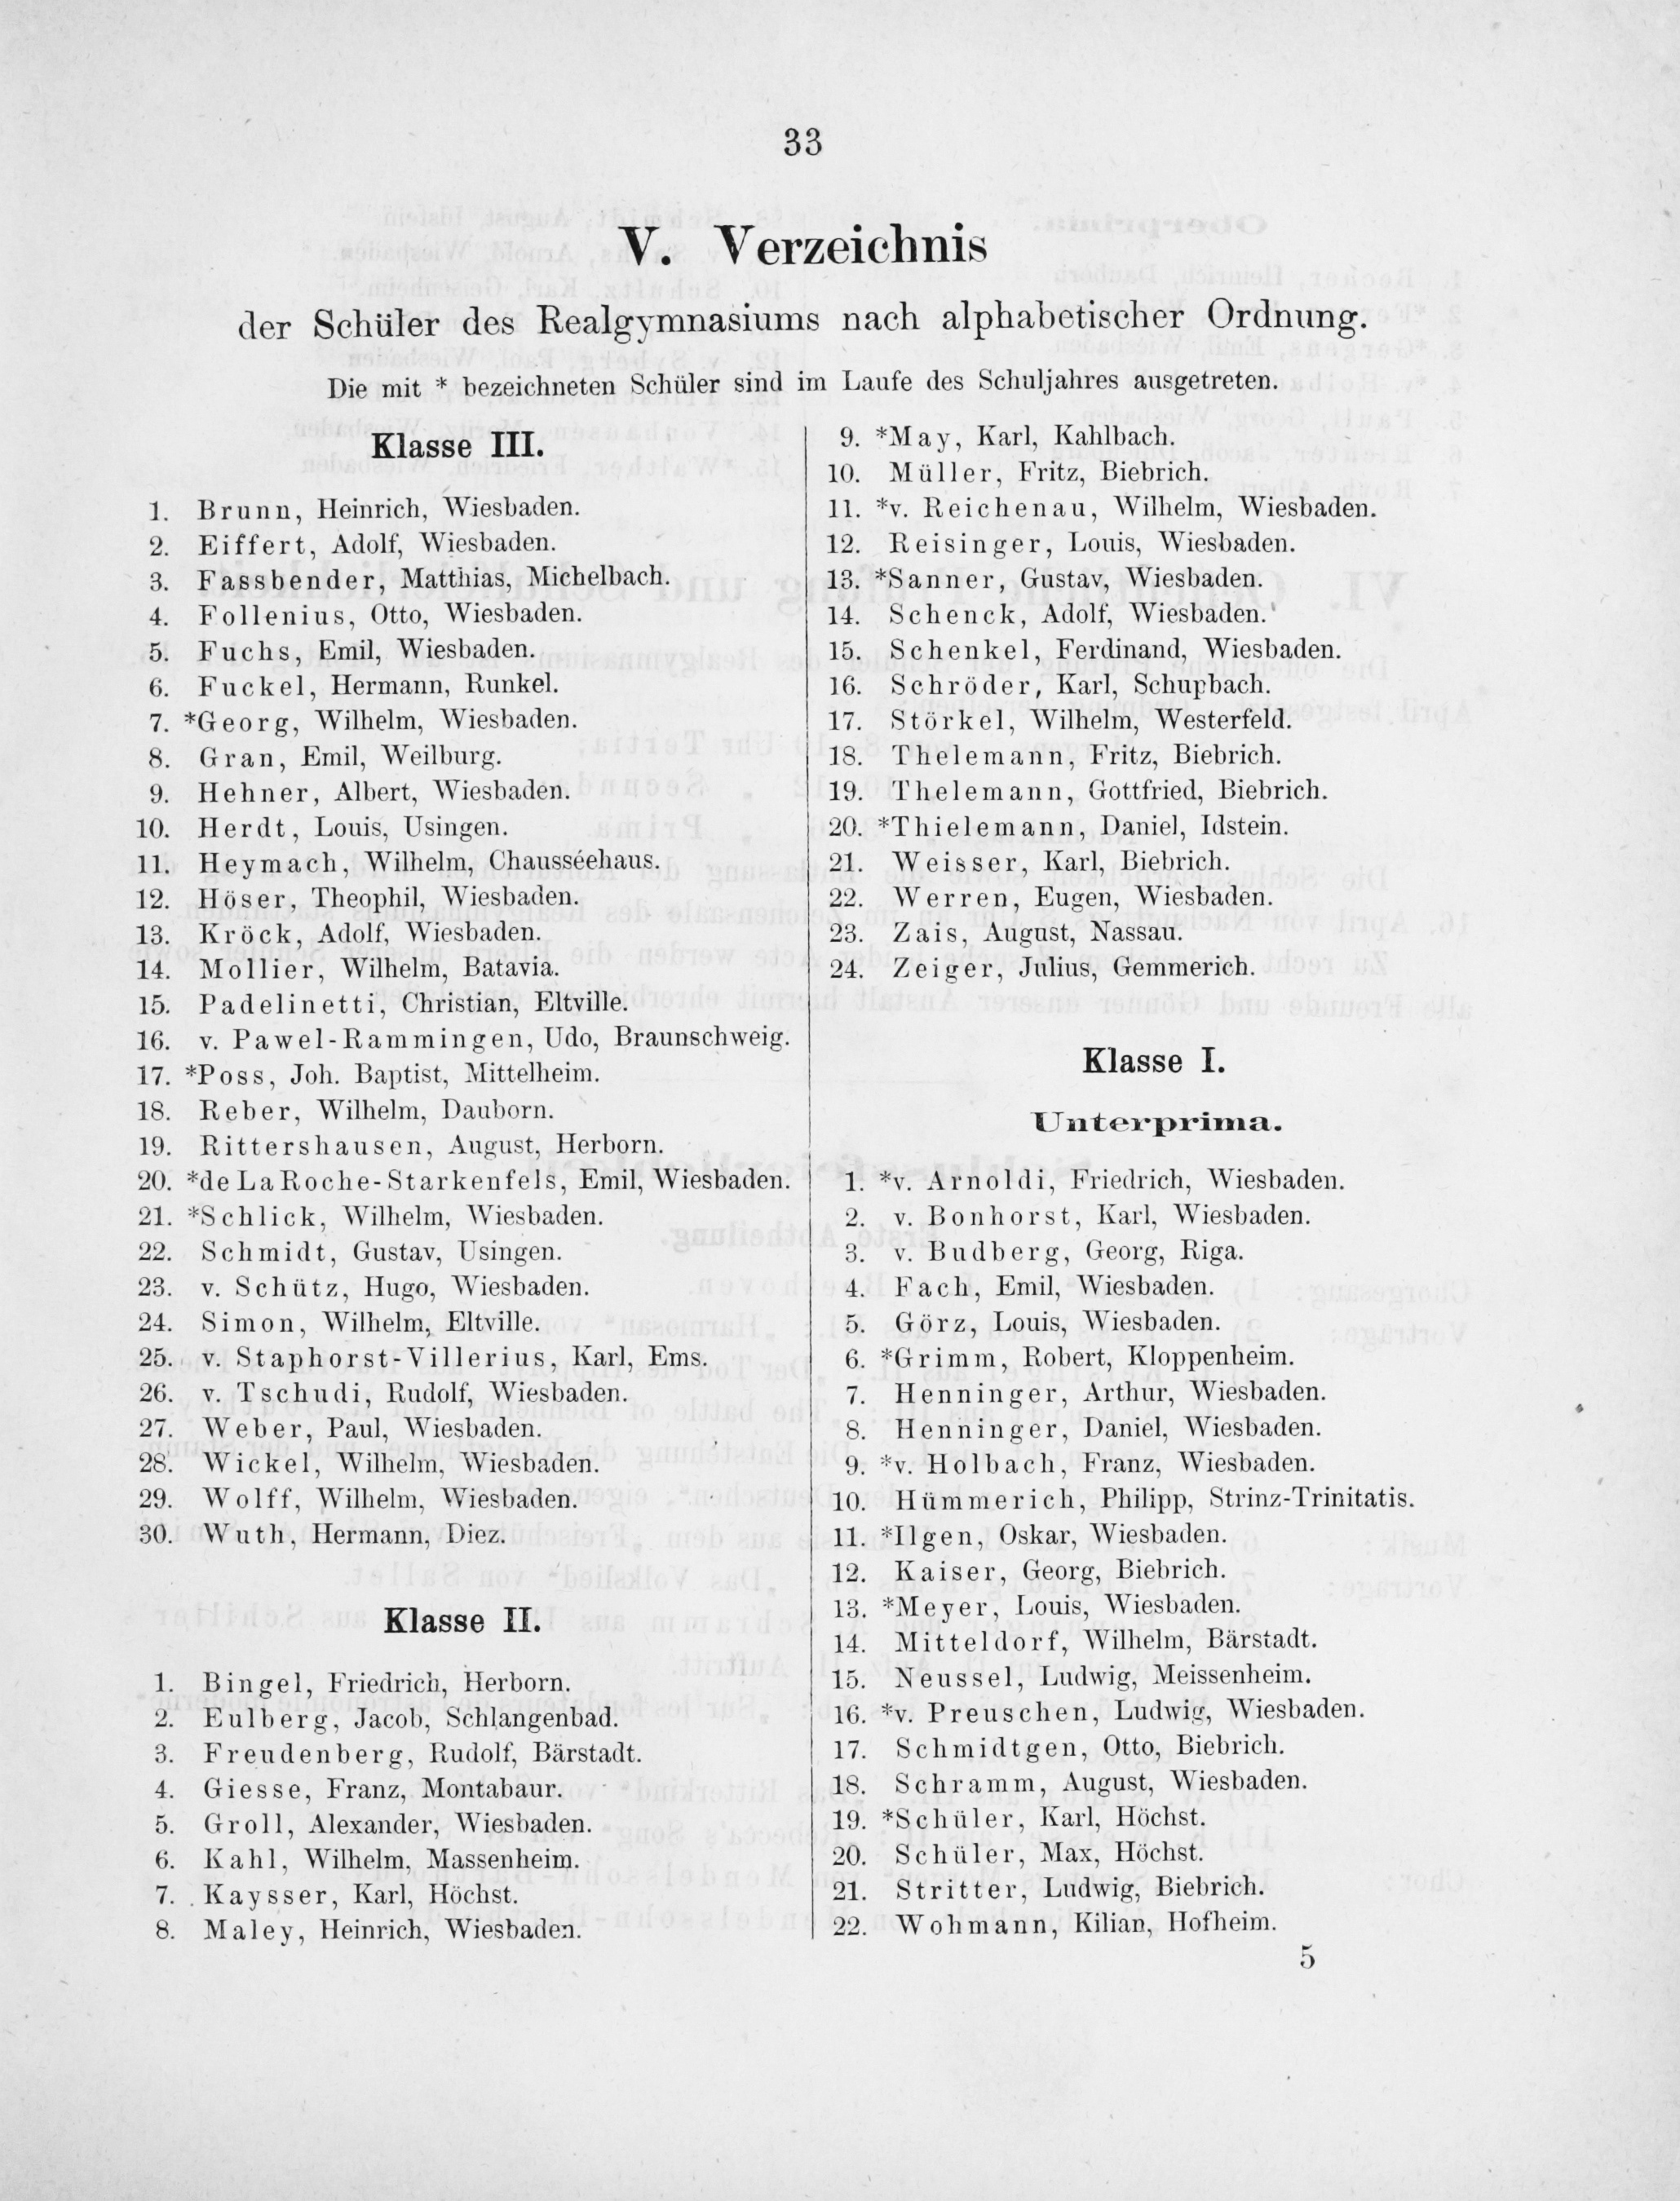 33
V. Verzeichnis
der Schüler des Realgymnasiums nach alphabetischer Ordnung.
Die mit * bezeichneten Schüler sind im Laufe des Schuljahres ausgetreten.
Klasse III.
1. Brunn, Heinrich, Wiesbaden.
2. Eiffert, Adolf, Wiesbaden.
3. Fassbender, Matthias, Michelbach.
4. Follenius, Otto, Wiesbaden.
5. Fuchs, Emil, Wiesbaden.
6. Fuckel, Hermann, Runkel.
7. *Georg, Wilhelm, Wiesbaden.
8. Gran, Emil, Weilburg.
9. Hehner, Albert, Wiesbaden.
10. Herdt, Louis, Usingen.
11. Heymach, Wilhelm, Chausséehaus.
12. Höser, Theophil, Wiesbaden.
13. Kröck, Adolf, Wiesbaden.
14. Mollier, Wilhelm, Batavia.
15. Padelinetti, Christian, Eltville.
16. v. Pawel-Rammingen, Udo, Braunschweig.
17. *Poss, Joh. Baptist, Mittelheim.
18. Reber, Wilhelm, Dauborn.
19. Rittershausen, August, Herborn.
20. *de La Roche-Starkenfels, Emil, Wiesbaden.
21. *Schlick, Wilhelm, Wiesbaden.
22. Schmidt, Gustav, Usingen.
23. v. Schütz, Hugo, Wiesbaden.
24. Simon, Wilhelm, Eltville.
25. v. Staphorst-Villerius, Karl, Ems.
26. v. Tschudi, Rudolf, Wiesbaden.
27. Weber, Paul, Wiesbaden.
28. Wickel, Wilhelm, Wiesbaden.
29. Wolff, Wilhelm, Wiesbaden.
30. Wuth, Hermann, Diez.
Klasse II.
1. Bingel, Friedrich, Herborn.
2. Eulberg, Jacob, Schlangenbad.
3. Freudenberg, Rudolf, Bärstadt.
4. Giesse, Franz, Montabaur.
5. Groll, Alexander, Wiesbaden.
6. Kahl, Wilhelm, Massenheim.
7. Kaysser, Karl, Höchst.
8. Maley, Heinrich, Wiesbaden.
9. *May, Karl, Kahlbach.
10. Müller, Fritz, Biebrich.
11. *v. Reichenau, Wilhelm, Wiesbaden.
12. Reisinger, Louis, Wiesbaden.
13. *Sanner, Gustav, Wiesbaden.
14. Schenck, Adolf, Wiesbaden.
15. Schenkel, Ferdinand, Wiesbaden.
16. Schröder, Karl, Schupbach.
17. Störkel, Wilhelm, Westerfeld.
18. Thelemann, Fritz, Biebrich.
19. Thelemann, Gottfried, Biebrich.
20. *Thielemann, Daniel, Idstein.
21. Weisser, Karl, Biebrich.
22. Werren, Eugen, Wiesbaden.
23. Zais, August, Nassau.
24. Zeiger, Julius, Gemmerich.
Klasse I.
Unterprima.
1. *v. Arnoldi, Friedrich, Wiesbaden.
2. v. Bonhorst, Karl, Wiesbaden.
3. v. Budberg, Georg, Riga.
4. Fach, Emil, Wiesbaden.
5. Görz, Louis, Wiesbaden.
6. *Grimm, Robert, Kloppenheim.
7. Henninger, Arthur, Wiesbaden.
8. Henninger, Daniel, Wiesbaden.
9. *v. Holbach, Franz, Wiesbaden.
10. Hümmerich, Philipp, Strinz-Trinitatis.
11. *Ilgen, Oskar, Wiesbaden.
12. Kaiser, Georg, Biebrich.
13. *Meyer, Louis, Wiesbaden.
14. Mitteldorf, Wilhelm, Bärstadt.
15. Neussel, Ludwig, Meissenheim.
16. *v. Preuschen, Ludwig, Wiesbaden.
17. Schmidtgen, Otto, Biebrich.
18. Schramm, August, Wiesbaden.
19. *Schüler, Karl, Höchst.
20. Schüler, Max, Höchst.
21. Stritter, Ludwig, Biebrich.
22. Wohmann, Kilian, Hofheim.
5